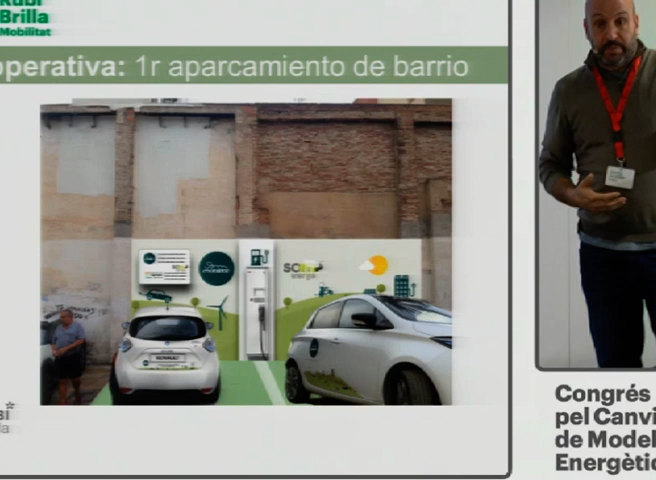 Rubí
Brilla
Mobilitat
operativa: 1r aparcamiento de barrio
som
energia
RENAULT
Congrés
pel Canvi
de Model
Energètic